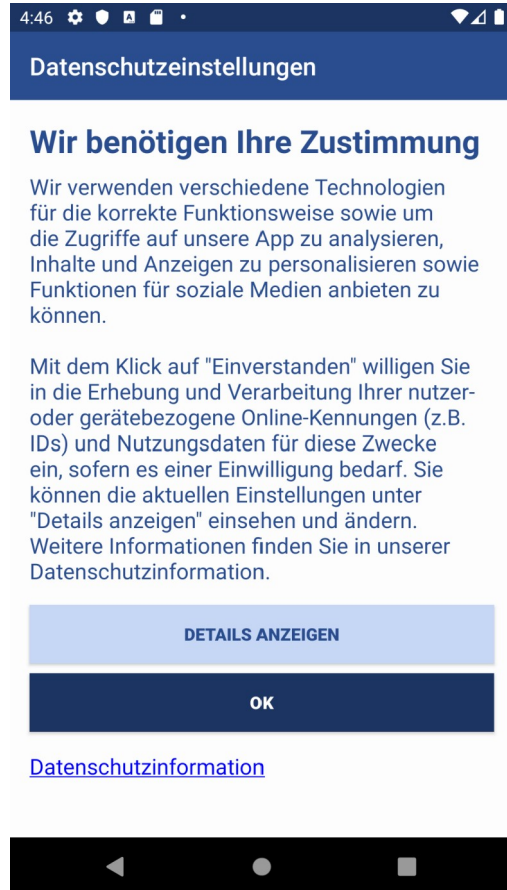 4:46
Datenschutzeinstellungen
Wir benötigen Ihre Zustimmung
Wir verwenden verschiedene Technologien
für die korrekte Funktionsweise sowie um
die Zugriffe auf unsere App zu analysieren,
Inhalte und Anzeigen zu personalisieren sowie
Funktionen für soziale Medien anbieten zu
können.
Mit dem Klick auf "Einverstanden" willigen Sie
in die Erhebung und Verarbeitung Ihrer nutzer-
oder gerätebezogene Online-Kennungen (z.B.
IDs) und Nutzungsdaten für diese Zwecke
ein, sofern es einer Einwilligung bedarf. Sie
können die aktuellen Einstellungen unter
"Details anzeigen" einsehen und ändern.
Weitere Informationen finden Sie in unserer
Datenschutzinformation.
DETAILS ANZEIGEN
OK
Datenschutzinformation